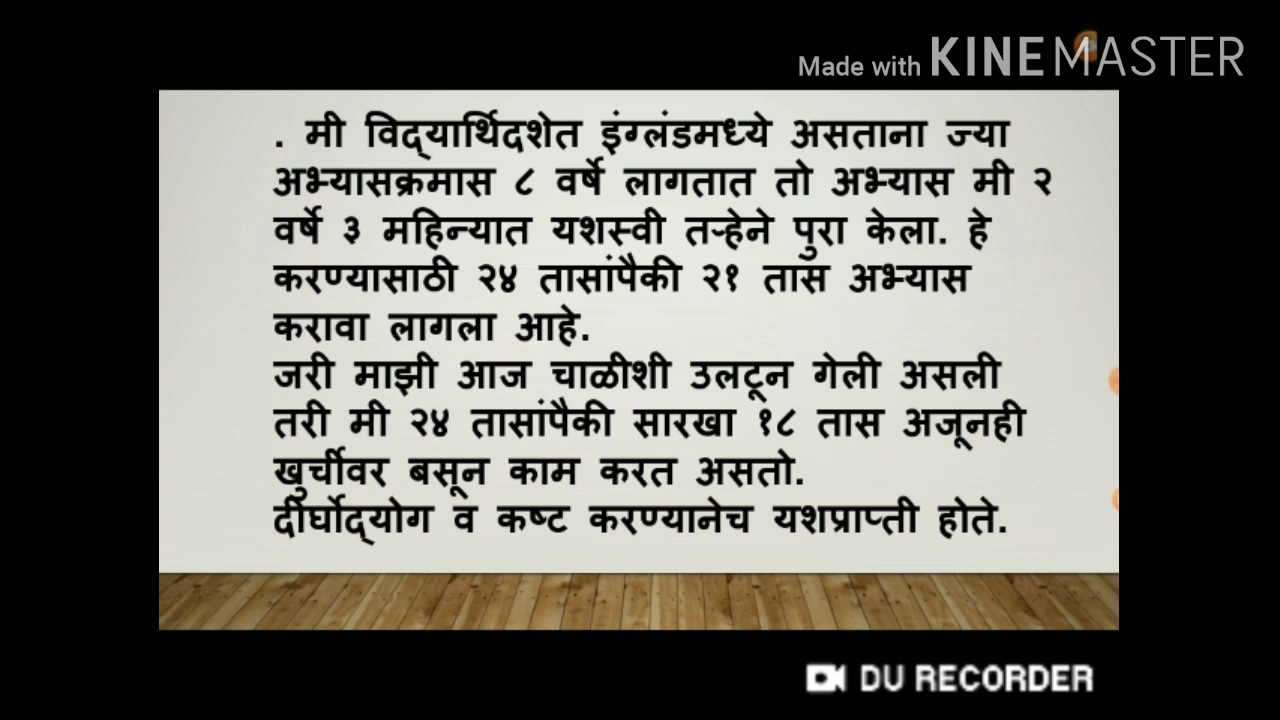 Made with KINEMASTER
. मी विद्यार्थिदशेत इंग्लंडमध्ये असताना ज्या
अभ्यासक्रमास ८ वर्षे लागतात तो अभ्यास मी २
वर्षे ३ महिन्यात यशस्वी तऱ्हेने पुरा केला. हे
करण्यासाठी २४ तासांपैकी २१ तास अभ्यास
करावा लागला आहे.
जरी माझी आज चाळीशी उलटून गेली असली
तरी मी २४ तासांपैकी सारखा १८ तास अजूनही
खुर्चीवर बसून काम करत असतो.
दीर्घोद्योग व कष्ट करण्यानेच यशप्राप्ती होते.
DU RECORDER